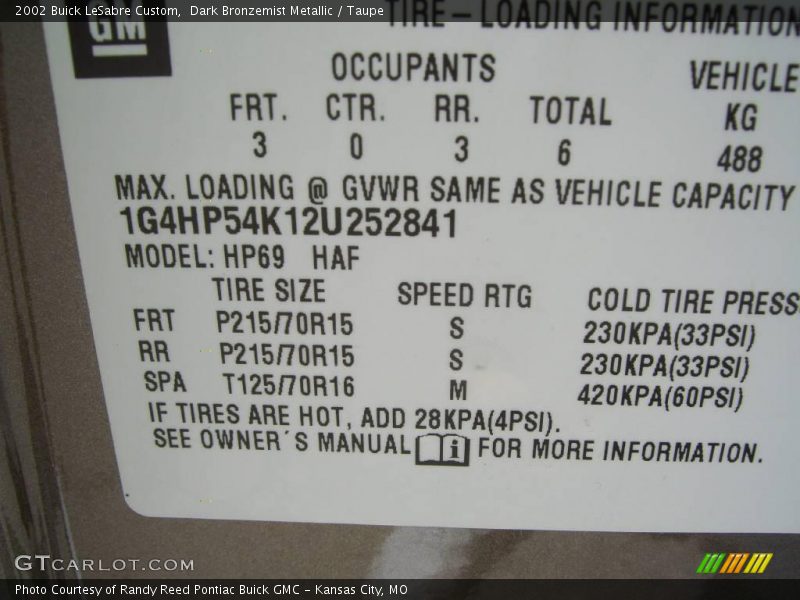 2002 Buick LeSabre Custom, Dark Bronzemist Metallic / Taupe
GM
TIRE – LOADING INFORMATION
OCCUPANTS VEHICLE
FRT. CTR. RR. TOTAL KG
3 0 3 6 488
MAX. LOADING @ GVWR SAME AS VEHICLE CAPACITY
1G4HP54K12U252841
MODEL: HP69 HAF
TIRE SIZE SPEED RTG COLD TIRE PRESS
FRT P215/70R15 S 230KPA(33PSI)
RR P215/70R15 S 230KPA(33PSI)
SPA T125/70R16 M 420KPA(60PSI)
IF TIRES ARE HOT, ADD 28KPA(4PSI).
SEE OWNER´S MANUAL i FOR MORE INFORMATION.
GTCARLOT.COM
Photo Courtesy of Randy Reed Pontiac Buick GMC – Kansas City, MO